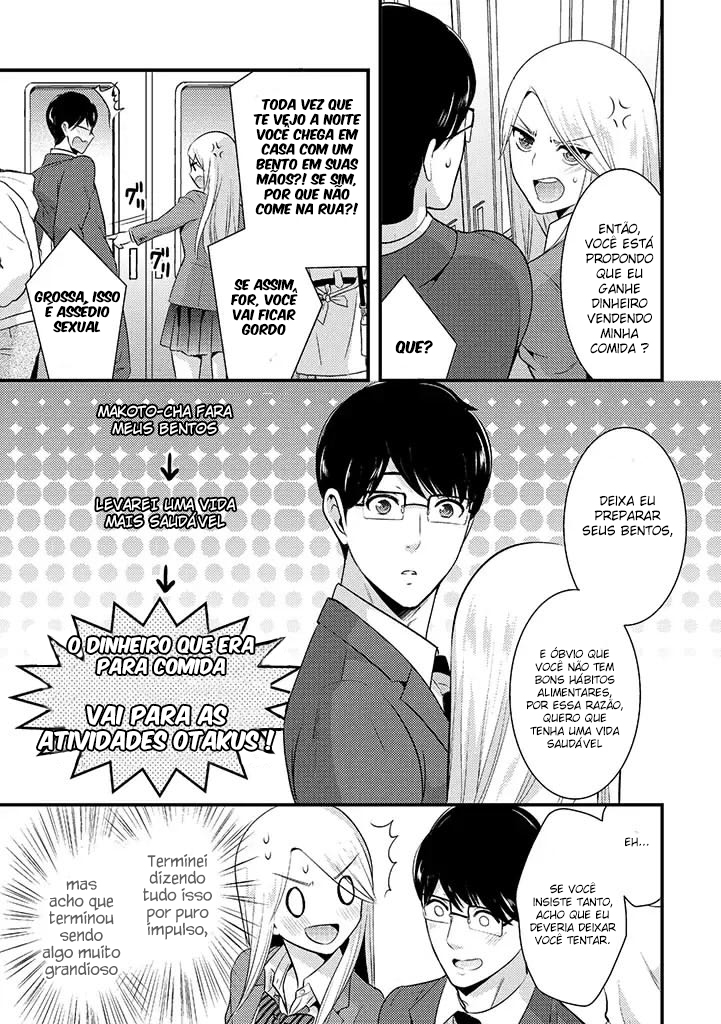 ENTÃO,
VOCÊ ESTÁ
PROPONDO
QUE EU
GANHE
DINHEIRO
VENDENDO
MINHA
COMIDA ?
QUE?
TODA VEZ QUE
TE VEJO A NOITE
VOCÊ CHEGA EM
CASA COM UM
BENTO EM SUAS
MÃOS?! SE SIM,
POR QUE NÃO
COME NA RUA?!
SE ASSIM,
FOR, VOCÊ
VAI FICAR
GORDO
GROSSA, ISSO
É ASSÉDIO
SEXUAL
DEIXA EU
PREPARAR
SEUS BENTOS,
E ÓBVIO QUE
VOCÊ NÃO TEM
BONS HÁBITOS
ALIMENTARES,
POR ESSA RAZÃO,
QUERO QUE
TENHA UMA VIDA
SAUDÁVEL
MAKOTO-CHA FARA
MEUS BENTOS
LEVAREI UMA VIDA
MAIS SAUDÁVEL
O DINHEIRO QUE ERA
PARA COMIDA
VAI PARA AS
ATIVIDADES OTAKUS!
EH...
SE VOCÊ
INSISTE TANTO,
ACHO QUE EU
DEVERIA DEIXAR
VOCÊ TENTAR.
Terminei
dizendo
tudo isso
por puro
impulso,
mas
acho que
terminou
sendo
algo muito
grandioso